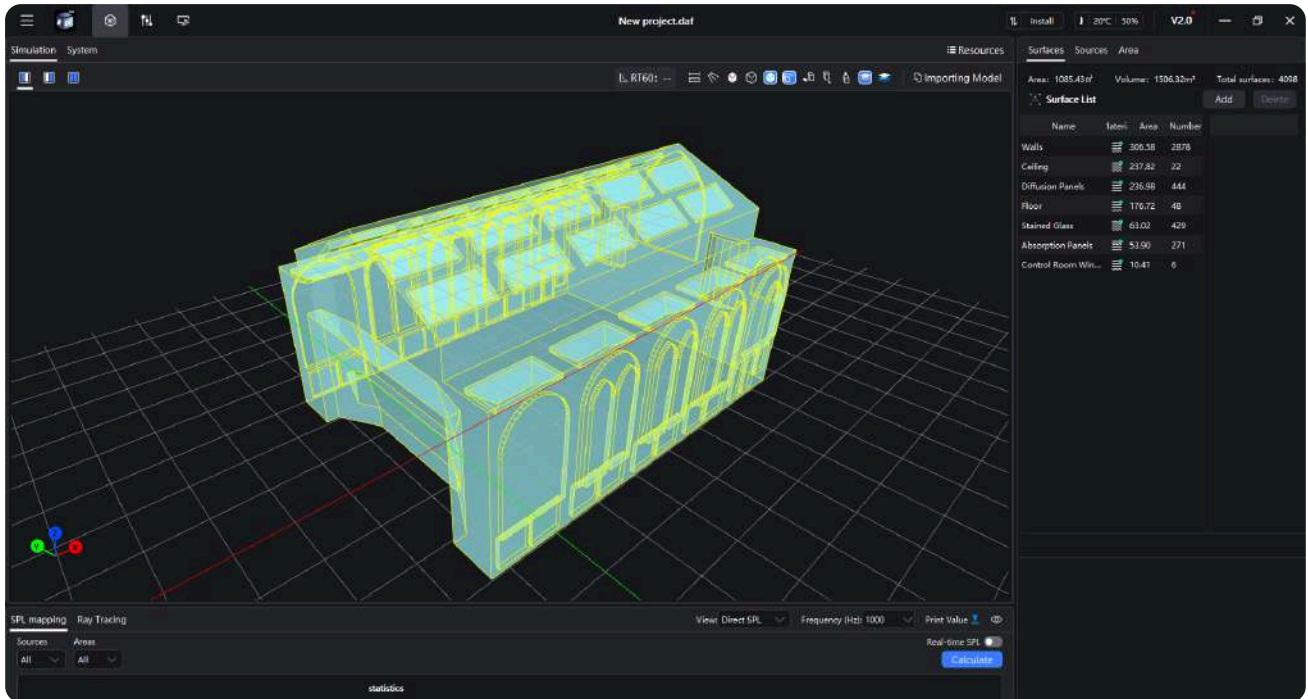 New project.daf
Install
20°C 50%
V2.0
Simulation System
Resources
Surfaces Sources Area
RT60: --
Importing Model
Area: 1085.43m² Volume: 1506.32m³ Total surfaces: 4098
Surface List
Add Delete
Name Materi Area Number
Walls 306.58 2878
Ceiling 237.82 22
Diffusion Panels 236.98 444
Floor 176.72 48
Stained Glass 63.02 429
Absorption Panels 53.90 271
Control Room Win... 10.41 6
Z
Y X
SPL mapping Ray Tracing
View: Direct SPL Frequency (Hz): 1000 Print Value
Sources Areas
Real-time SPL
All All
Calculate
statistics